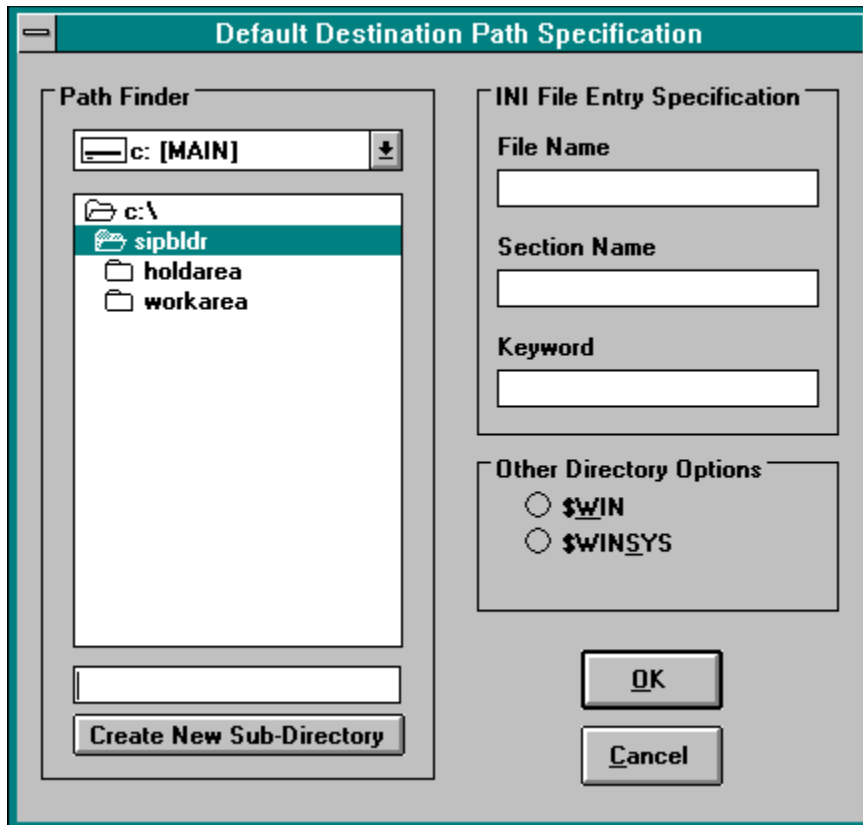 Default Destination Path Specification
Path Finder
c: [MAIN]
c:\
sipbldr
holdarea
workarea
Create New Sub-Directory
INI File Entry Specification
File Name
Section Name
Keyword
Other Directory Options
$WIN
$WINSYS
OK
Cancel